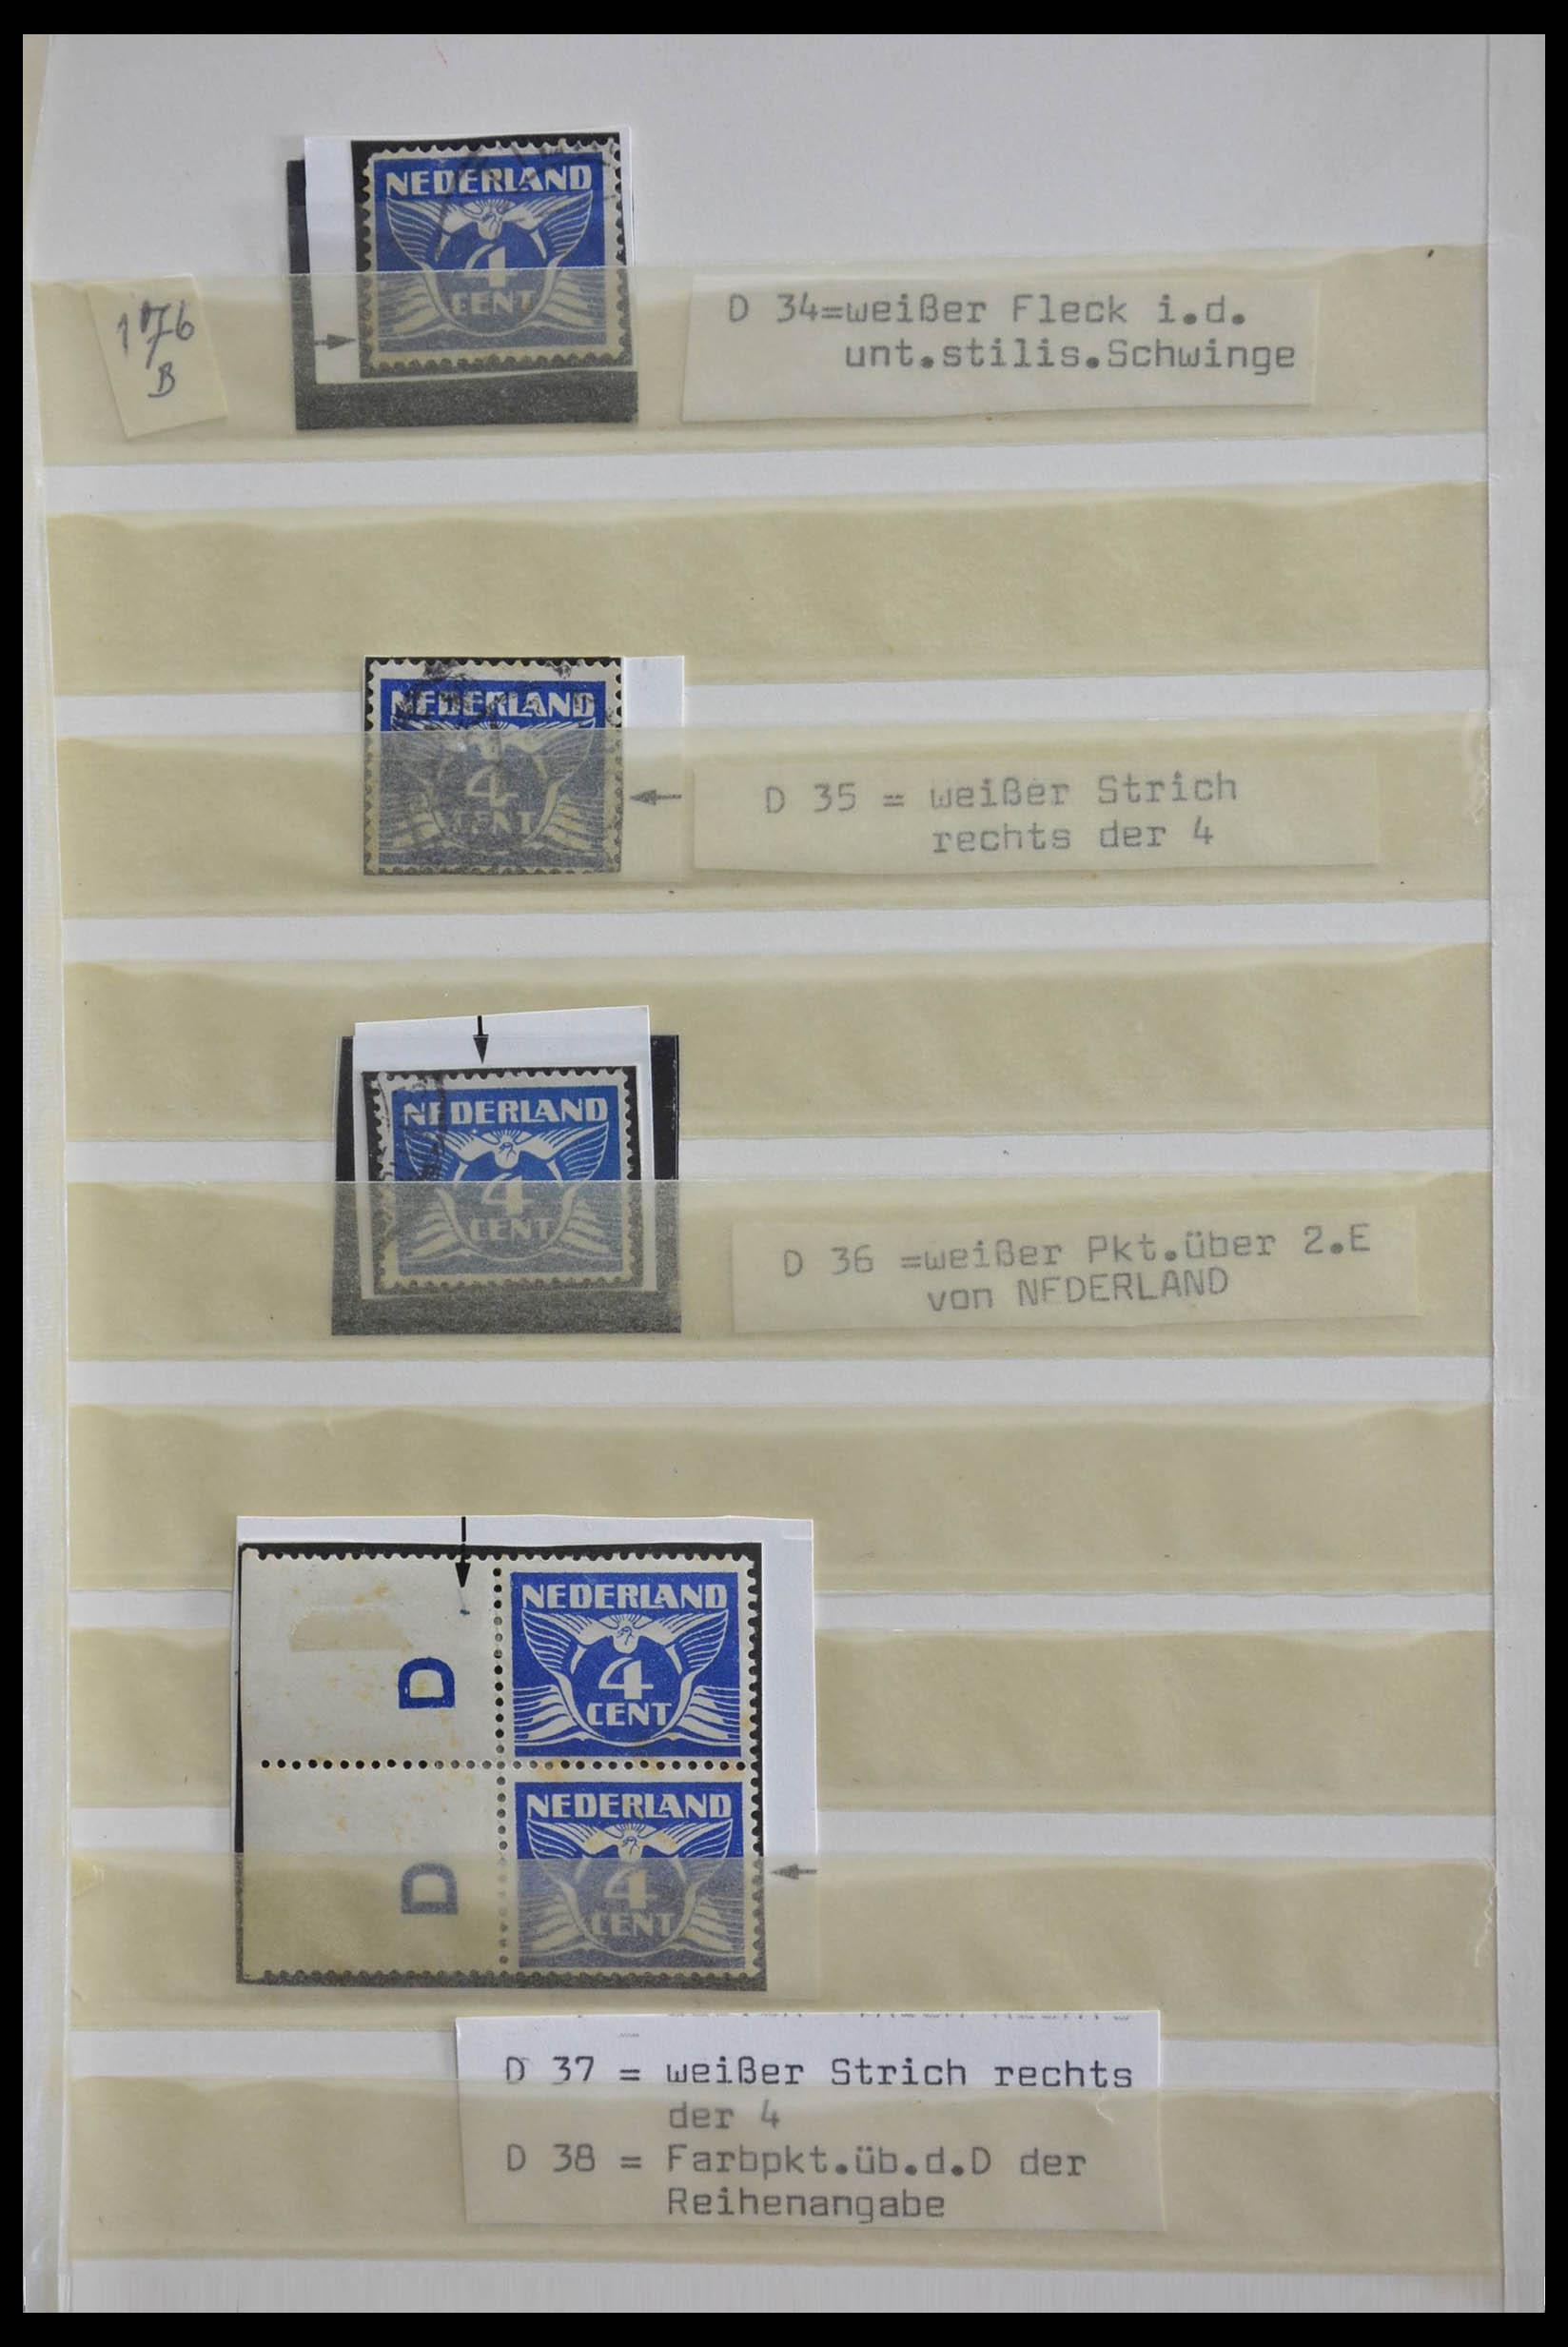 NEDERLAND
4
CENT
176
B
D 34=weißer Fleck i.d.
unt.stilis.Schwinge
NEDERLAND
4
CENT
D 35 = weißer Strich
rechts der 4
NEDERLAND
4
CENT
D 36 =weißer Pkt.über 2.E
von NEDERLAND
D
NEDERLAND
4
CENT
D
NEDERLAND
4
CENT
D 37 = weißer Strich rechts
der 4
D 38 = Farbpkt.üb.d.D der
Reihenangabe